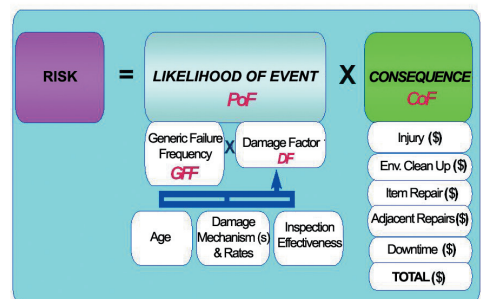 RISK = LIKELIHOOD OF EVENT X CONSEQUENCE
PoF CoF
Generic Failure
Frequency
GFF
X
Damage Factor
DF
Injury ($)
Env. Clean Up ($)
Item Repair ($)
Adjacent Repairs($)
Downtime ($)
TOTAL ($)
Age
Damage
Mechanism (s)
& Rates
Inspection
Effectiveness